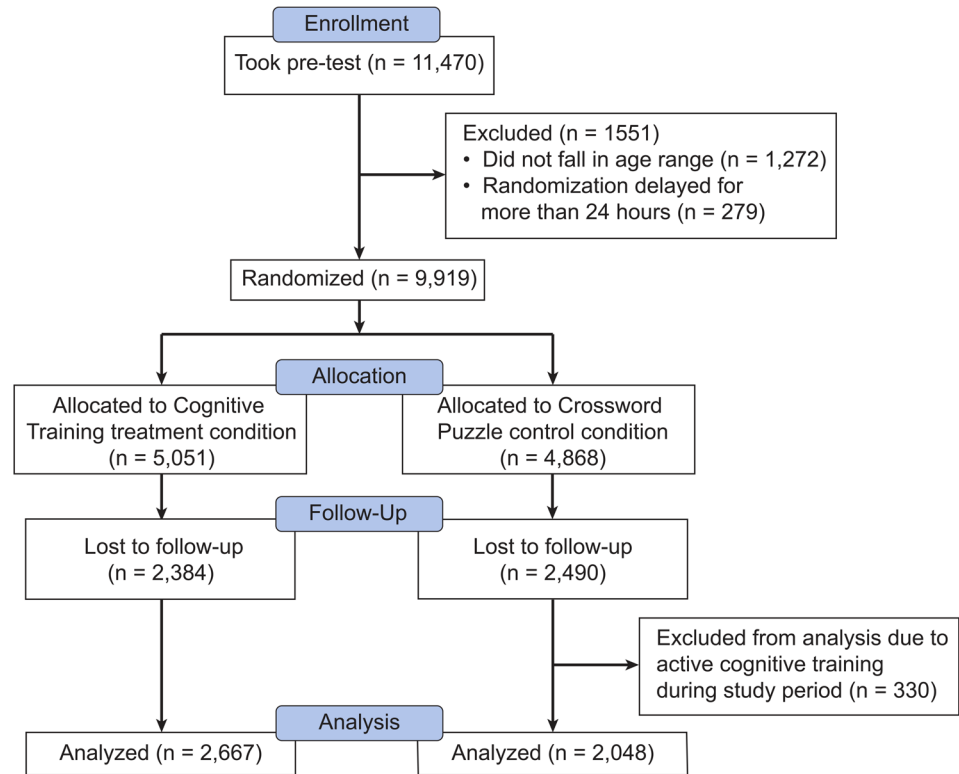 Enrollment
Took pre-test (n = 11,470)
Excluded (n = 1551)
• Did not fall in age range (n = 1,272)
• Randomization delayed for
more than 24 hours (n = 279)
Randomized (n = 9,919)
Allocation
Allocated to Cognitive
Training treatment condition
(n = 5,051)
Allocated to Crossword
Puzzle control condition
(n = 4,868)
Follow-Up
Lost to follow-up
(n = 2,384)
Lost to follow-up
(n = 2,490)
Excluded from analysis due to
active cognitive training
during study period (n = 330)
Analysis
Analyzed (n = 2,667)
Analyzed (n = 2,048)